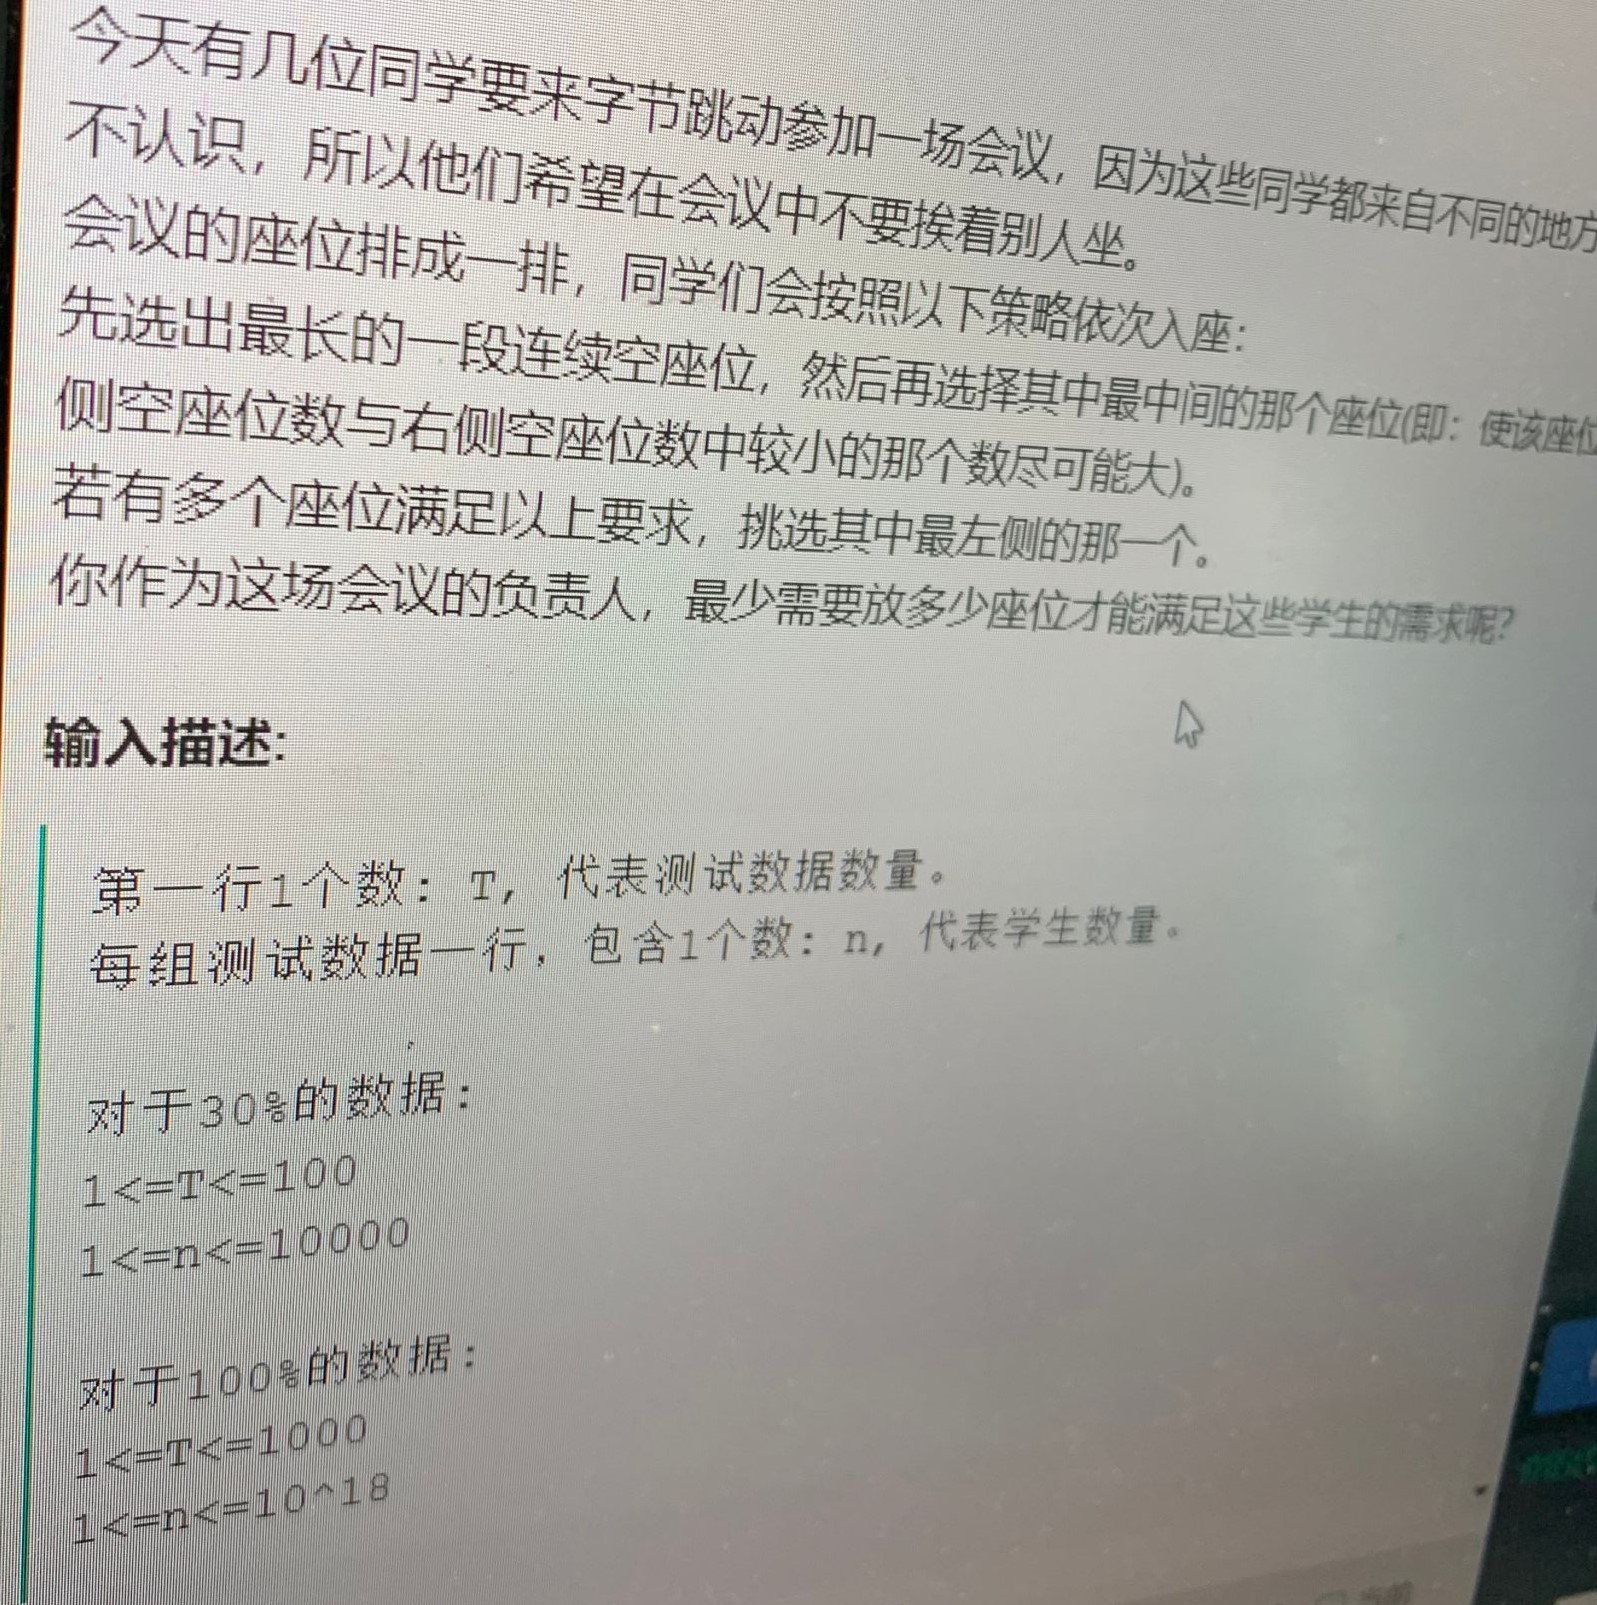 今天有几位同学要来字节跳动参加一场会议，因为这些同学都来自不同的地方
不认识，所以他们希望在会议中不要挨着别人坐。
会议的座位排成一排，同学们会按照以下策略依次入座：
先选出最长的一段连续空座位，然后再选择其中最中间的那个座位(即：使该座位
侧空座位数与右侧空座位数中较小的那个数尽可能大)。
若有多个座位满足以上要求，挑选其中最左侧的那一个。
你作为这场会议的负责人，最少需要放多少座位才能满足这些学生的需求呢？
输入描述:
第一行1个数：T，代表测试数据数量。
每组测试数据一行，包含1个数：n，代表学生数量。
对于30%的数据：
1<=T<=100
1<=n<=10000
对于100%的数据：
1<=T<=1000
1<=n<=10^18